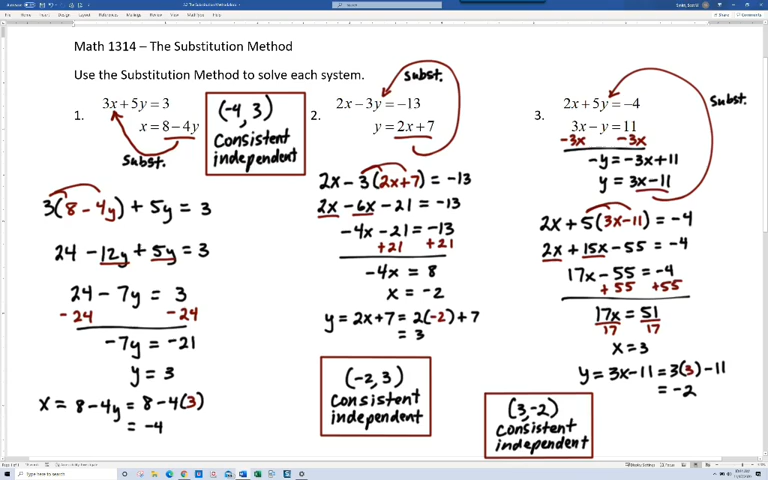 Math 1314 – The Substitution Method
Use the Substitution Method to solve each system.
1.
3x + 5y = 3
x = 8 – 4y
Subst.
(-4, 3)
Consistent
independent
3(8 - 4y) + 5y = 3
24 - 12y + 5y = 3
24 - 7y = 3
-24 -24
-7y = -21
y = 3
x = 8 - 4y = 8 - 4(3)
= -4
2.
2x – 3y = –13
y = 2x + 7
Subst.
2x - 3(2x+7) = -13
2x - 6x - 21 = -13
-4x - 21 = -13
+21 +21
-4x = 8
x = -2
y = 2x+7 = 2(-2) + 7
= 3
(-2, 3)
consistent
independent
3.
2x + 5y = –4
3x – y = 11
-3x -3x
Subst.
-y = -3x + 11
y = 3x - 11
2x + 5(3x - 11) = -4
2x + 15x - 55 = -4
17x - 55 = -4
+ 55 +55
17x = 51
17 17
x = 3
y = 3x - 11 = 3(3) - 11
= -2
(3, -2)
consistent
independent